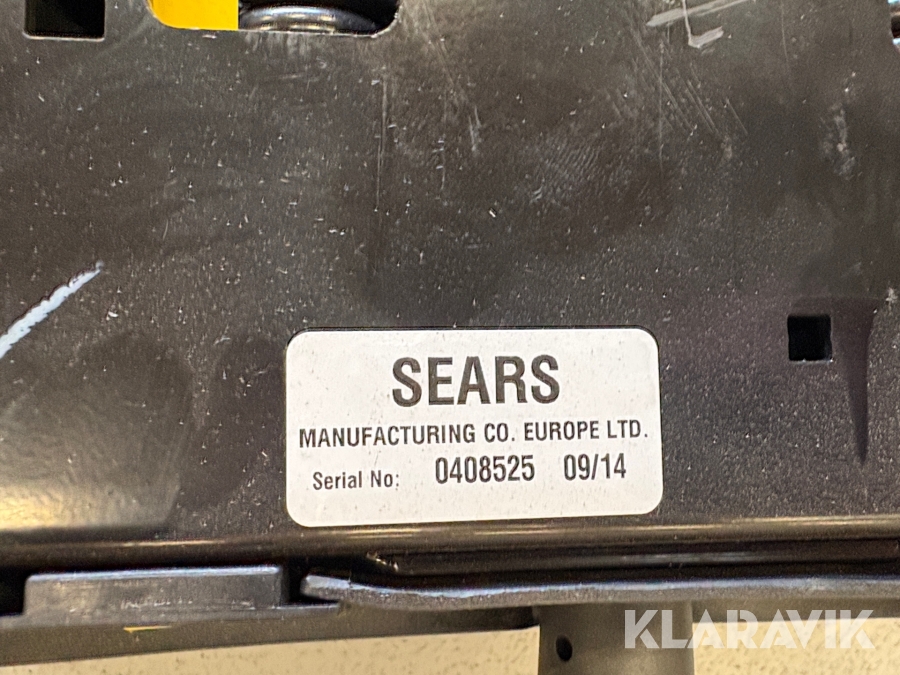 SEARS
MANUFACTURING CO. EUROPE LTD.
Serial No: 0408525 09/14
KLARAVIK